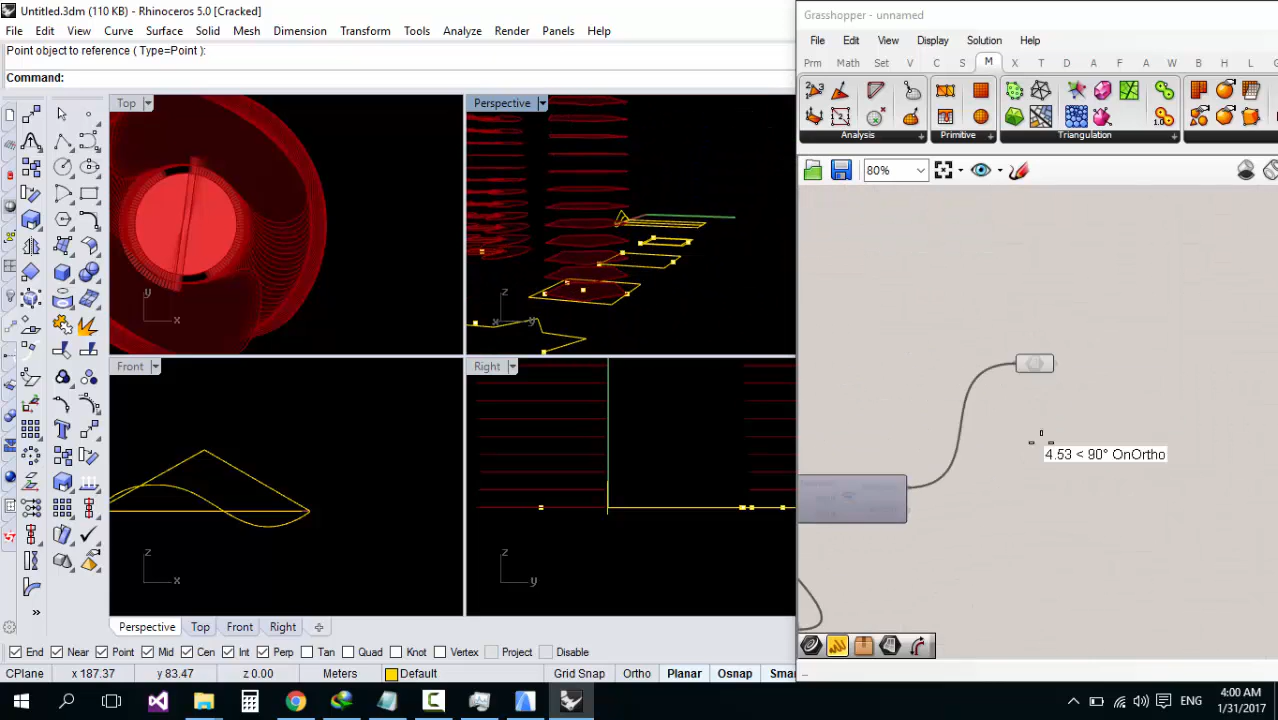 Untitled.3dm (110 KB) - Rhinoceros 5.0 [Cracked]
File Edit View Curve Surface Solid Mesh Dimension Transform Tools Analyze Render Panels Help
Point object to reference ( Type=Point ):
Command:
Top
Perspective
y
x
z
x
y
Front
Right
z
x
z
y
Perspective Top Front Right
End Near Point Mid Cen Int Perp Tan Quad Knot Vertex Project Disable
CPlane x 187.37 y 83.47 z 0.00 Meters Default Grid Snap Ortho Planar Osnap Smar
Grasshopper - unnamed
File Edit View Display Solution Help
Prm Math Set V C S M X T D A F A W B H L
Analysis Primitive Triangulation
80%
4.53 < 90° OnOrtho
ENG
4:00 AM
1/31/2017